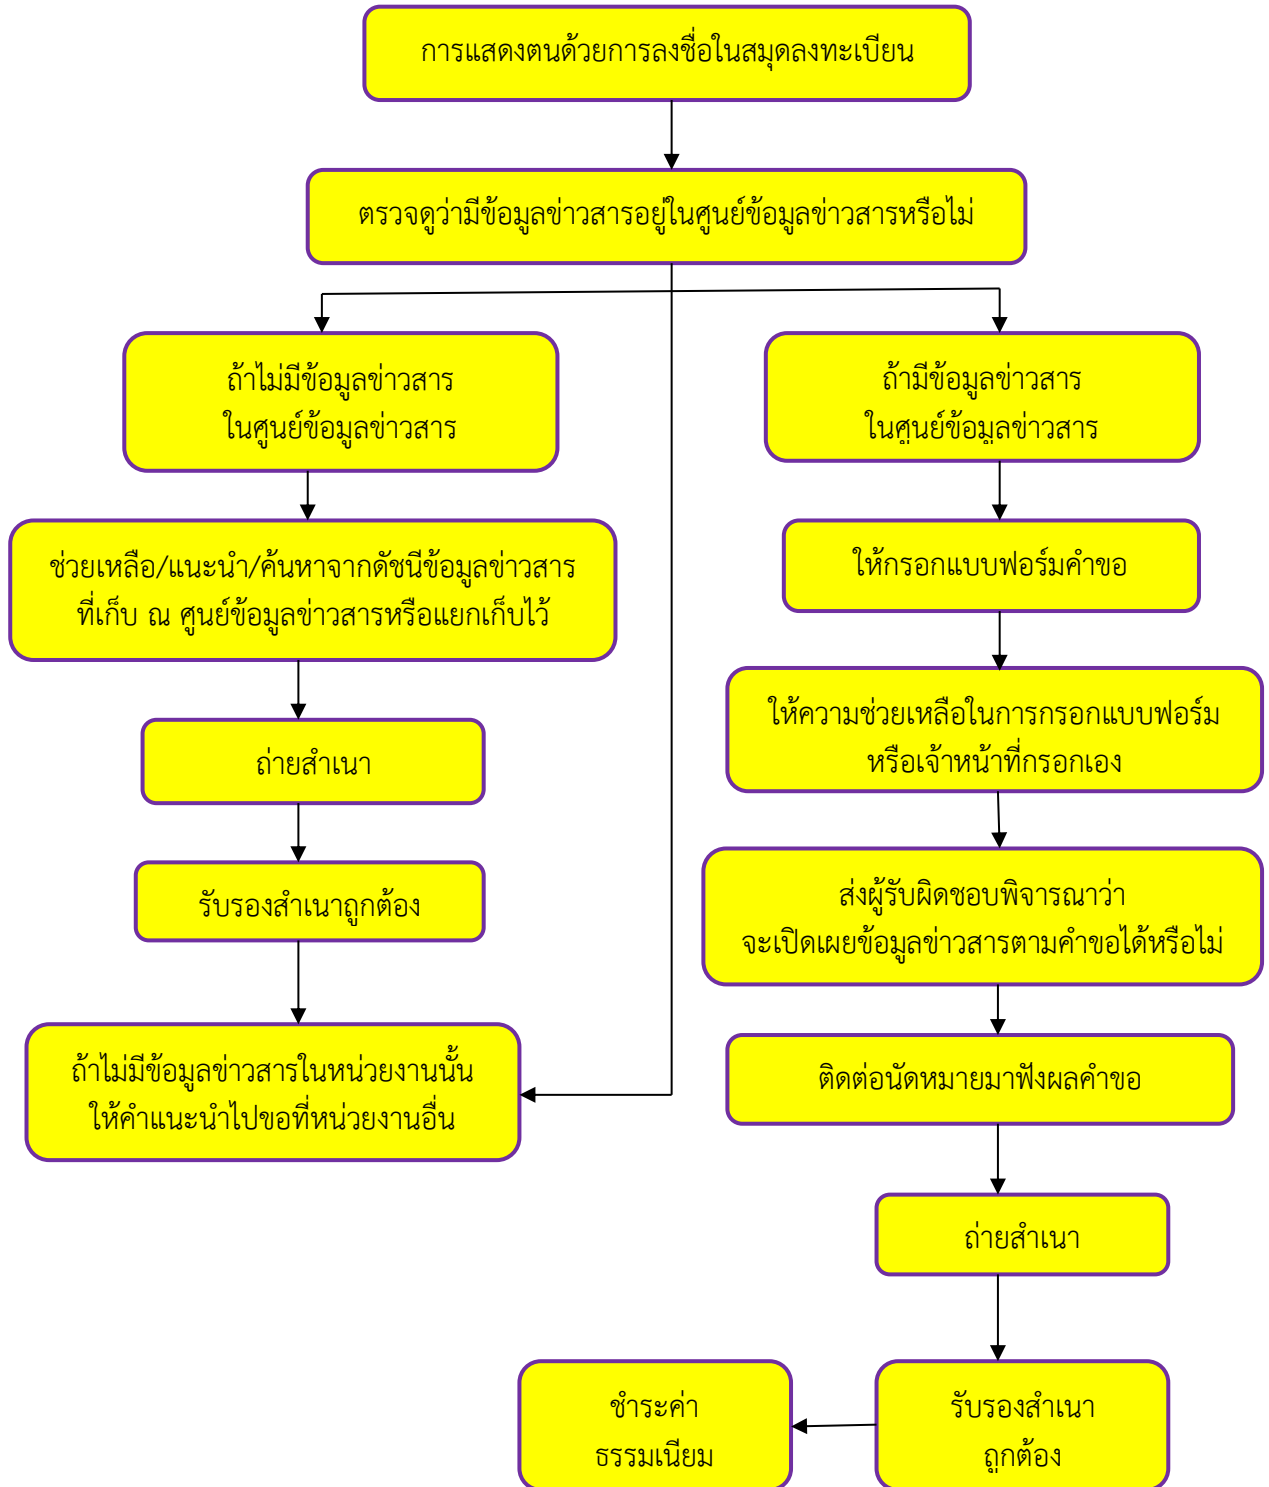 การแสดงตนด้วยการลงชื่อในสมุดลงทะเบียน
ตรวจดูว่ามีข้อมูลข่าวสารอยู่ในศูนย์ข้อมูลข่าวสารหรือไม่
ถ้าไม่มีข้อมูลข่าวสาร
ในศูนย์ข้อมูลข่าวสาร
ช่วยเหลือ/แนะนำ/ค้นหาจากดัชนีข้อมูลข่าวสาร
ที่เก็บ ณ ศูนย์ข้อมูลข่าวสารหรือแยกเก็บไว้
ถ่ายสำเนา
รับรองสำเนาถูกต้อง
ถ้าไม่มีข้อมูลข่าวสารในหน่วยงานนั้น
ให้คำแนะนำไปขอที่หน่วยงานอื่น
ถ้ามีข้อมูลข่าวสาร
ในศูนย์ข้อมูลข่าวสาร
ให้กรอกแบบฟอร์มคำขอ
ให้ความช่วยเหลือในการกรอกแบบฟอร์ม
หรือเจ้าหน้าที่กรอกเอง
ส่งผู้รับผิดชอบพิจารณาว่า
จะเปิดเผยข้อมูลข่าวสารตามคำขอได้หรือไม่
ติดต่อนัดหมายมาฟังผลคำขอ
ถ่ายสำเนา
รับรองสำเนา
ถูกต้อง
ชำระค่า
ธรรมเนียม